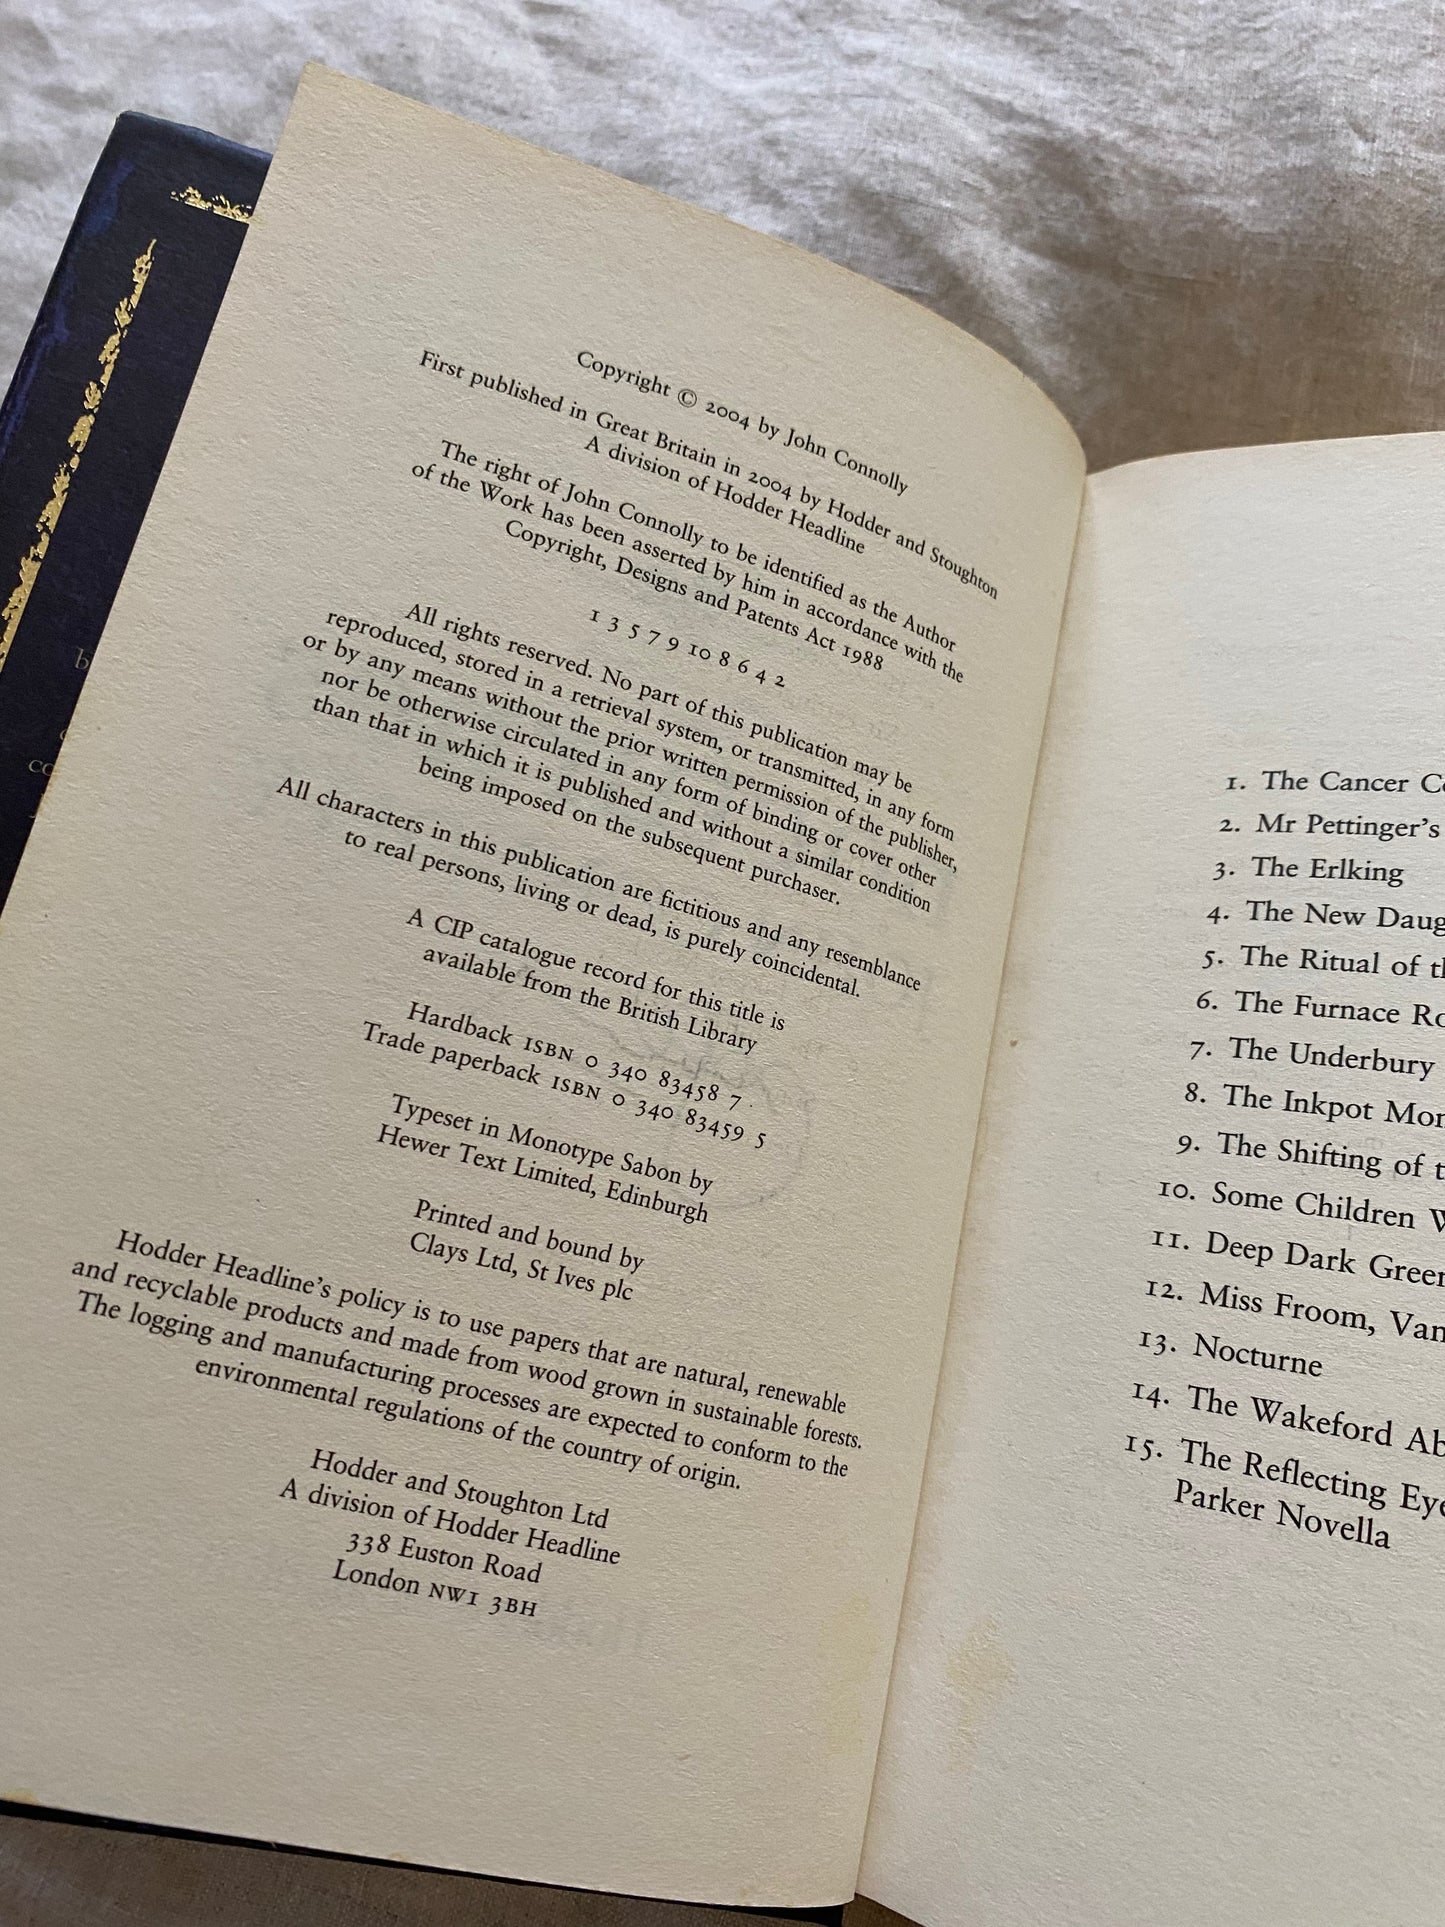 Copyright © 2004 by John Connolly
First published in Great Britain in 2004 by Hodder and Stoughton
A division of Hodder Headline
The right of John Connolly to be identified as the Author
of the Work has been asserted by him in accordance with the
Copyright, Designs and Patents Act 1988
1 3 5 7 9 10 8 6 4 2
All rights reserved. No part of this publication may be
reproduced, stored in a retrieval system, or transmitted, in any form
or by any means without the prior written permission of the publisher,
nor be otherwise circulated in any form of binding or cover other
than that in which it is published and without a similar condition
being imposed on the subsequent purchaser.
All characters in this publication are fictitious and any resemblance
to real persons, living or dead, is purely coincidental.
A CIP catalogue record for this title is
available from the British Library
Hardback ISBN 0 340 83458 7
Trade paperback ISBN 0 340 83459 5
Typeset in Monotype Sabon by
Hewer Text Limited, Edinburgh
Printed and bound by
Clays Ltd, St Ives plc
Hodder Headline's policy is to use papers that are natural, renewable
and recyclable products and made from wood grown in sustainable forests.
The logging and manufacturing processes are expected to conform to the
environmental regulations of the country of origin.
Hodder and Stoughton Ltd
A division of Hodder Headline
338 Euston Road
London NW1 3BH
1. The Cancer
2. Mr Pettinger's
3. The Erlking
4. The New
5. The Ritual of
6. The Furnace
7. The Underbury
8. The Inkpot
9. The Shifting of
10. Some Children
11. Deep Dark
12. Miss Froom,
13. Nocturne
14. The Wakeford
15. The Reflecting
Parker Novella